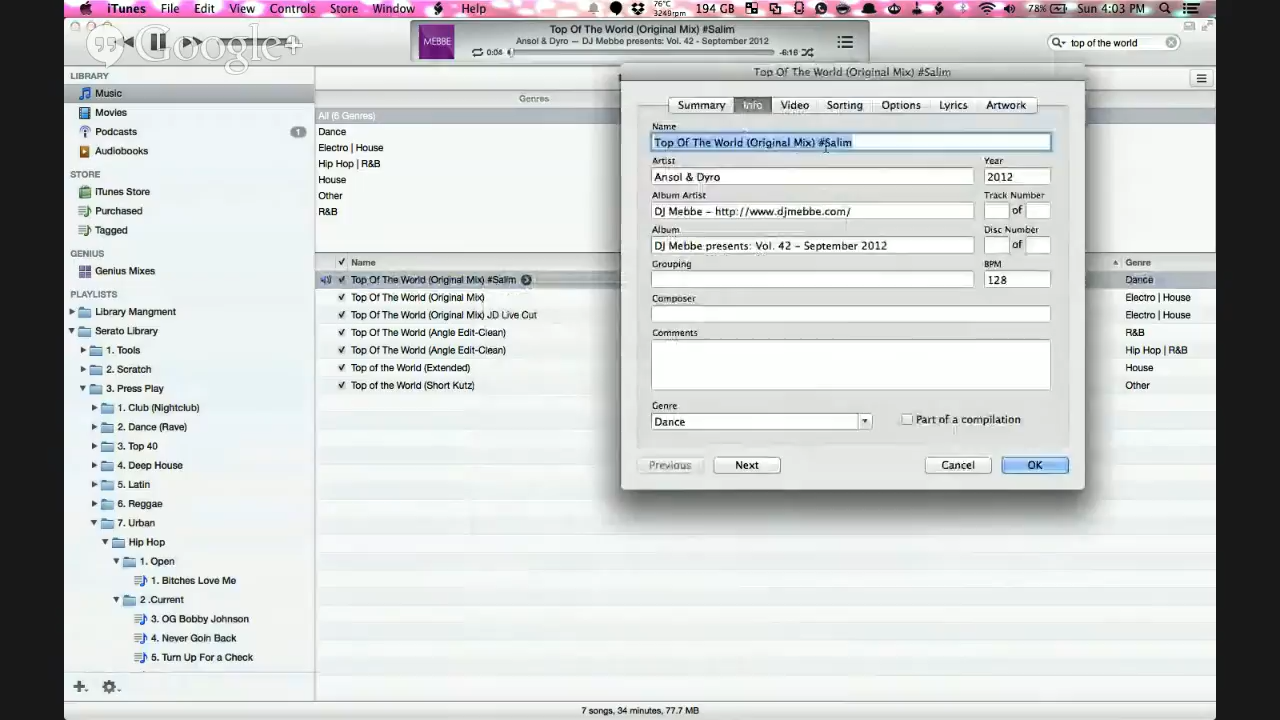 iTunes File Edit View Controls Store Window Help
76°C
3248rpm
194 GB
78%
Sun 4:03 PM
Google+
MEBBE
Top Of The World (Original Mix) #Salim
Ansol & Dyro — DJ Mebbe presents: Vol. 42 - September 2012
-6:16
top of the world
LIBRARY
Music
Movies
Podcasts 1
Audiobooks
STORE
iTunes Store
Purchased
Tagged
GENIUS
Genius Mixes
PLAYLISTS
Library Mangment
Serato Library
1. Tools
2. Scratch
3. Press Play
1. Club (Nightclub)
2. Dance (Rave)
3. Top 40
4. Deep House
5. Latin
6. Reggae
7. Urban
Hip Hop
1. Open
1. Bitches Love Me
2 .Current
3. OG Bobby Johnson
4. Never Goin Back
5. Turn Up For a Check
Genres
All (6 Genres)
Dance
Electro | House
Hip Hop | R&B
House
Other
R&B
Name
Top Of The World (Original Mix) #Salim
Top Of The World (Original Mix)
Top Of The World (Original Mix) JD Live Cut
Top Of The World (Angle Edit-Clean)
Top Of The World (Angle Edit-Clean)
Top of the World (Extended)
Top of the World (Short Kutz)
Genre
Dance
Electro | House
Electro | House
R&B
Hip Hop | R&B
House
Other
Top Of The World (Original Mix) #Salim
Summary Info Video Sorting Options Lyrics Artwork
Name
Top Of The World (Original Mix) #Salim
Artist Year
Ansol & Dyro 2012
Album Artist Track Number
DJ Mebbe - http://www.djmebbe.com/ of
Album Disc Number
DJ Mebbe presents: Vol. 42 - September 2012 of
Grouping BPM
128
Composer
Comments
Genre
Dance Part of a compilation
Previous Next Cancel OK
7 songs, 34 minutes, 77.7 MB